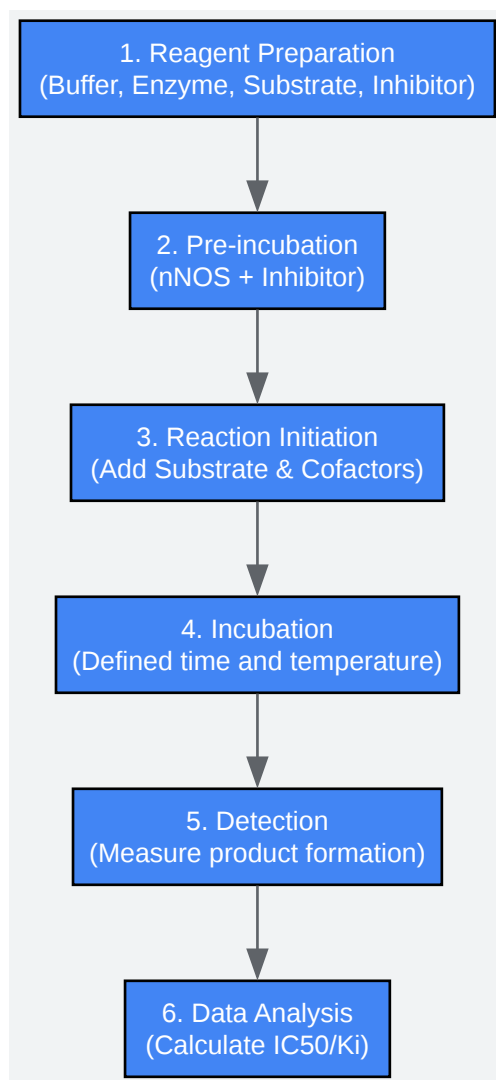 1. Reagent Preparation
(Buffer, Enzyme, Substrate, Inhibitor)
2. Pre-incubation
(nNOS + Inhibitor)
3. Reaction Initiation
(Add Substrate & Cofactors)
4. Incubation
(Defined time and temperature)
5. Detection
(Measure product formation)
6. Data Analysis
(Calculate IC50/Ki)